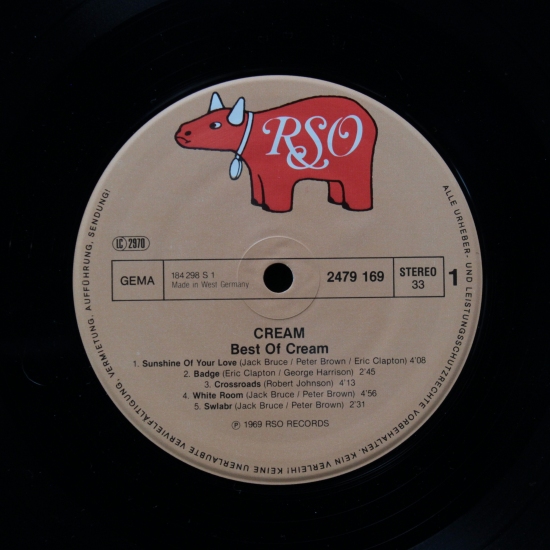 RSO
LC 2970
GEMA
184 298 S 1
Made in West Germany
2479 169
STEREO
33
1
CREAM
Best Of Cream
1. Sunshine Of Your Love (Jack Bruce / Peter Brown / Eric Clapton) 4'08
2. Badge (Eric Clapton / George Harrison) 2'45
3. Crossroads (Robert Johnson) 4'13
4. White Room (Jack Bruce / Peter Brown) 4'56
5. Swlabr (Jack Bruce / Peter Brown) 2'31
Ⓟ 1969 RSO RECORDS
ALLE URHEBER- UND LEISTUNGSSCHUTZRECHTE VORBEHALTEN. KEIN VERLEIH! KEINE UNERLAUBTE VERVIELFÄLTIGUNG, VERMIETUNG, AUFFÜHRUNG, SENDUNG!